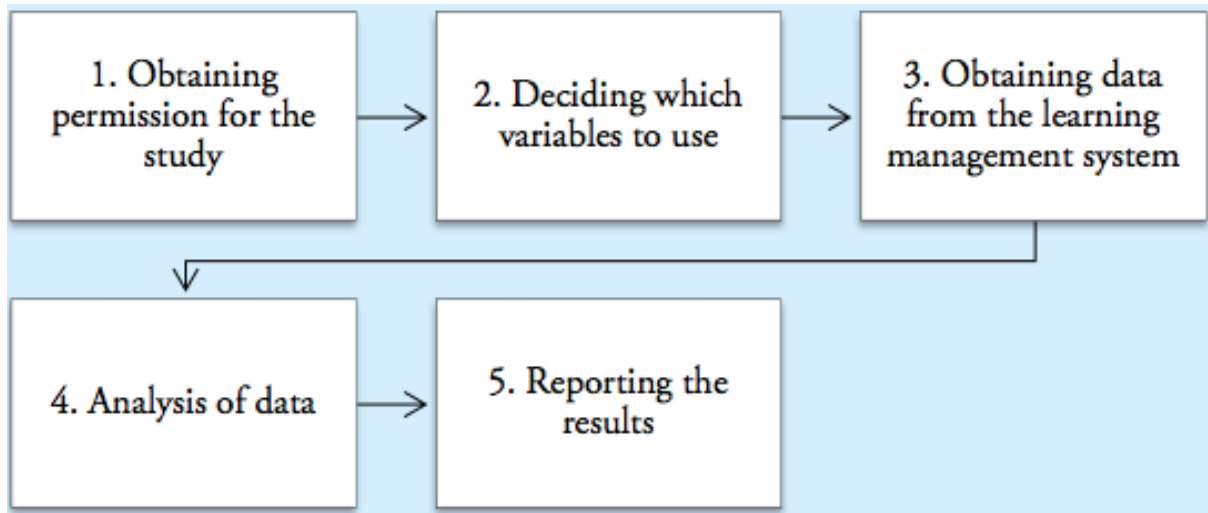 1. Obtaining
permission for the
study
2. Deciding which
variables to use
3. Obtaining data
from the learning
management system
4. Analysis of data
5. Reporting the
results